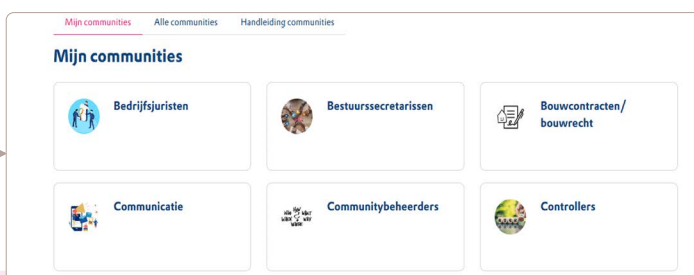 Mijn communities Alle communities Handleiding communities
Mijn communities
Bedrijfsjuristen Bestuurssecretarissen Bouwcontracten/
bouwrecht
Communicatie Communitybeheerders Controllers